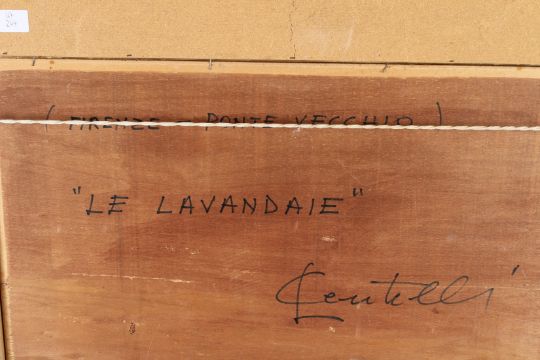 ( FIRENZE - PONTE VECCHIO )
"LE LAVANDAIE"